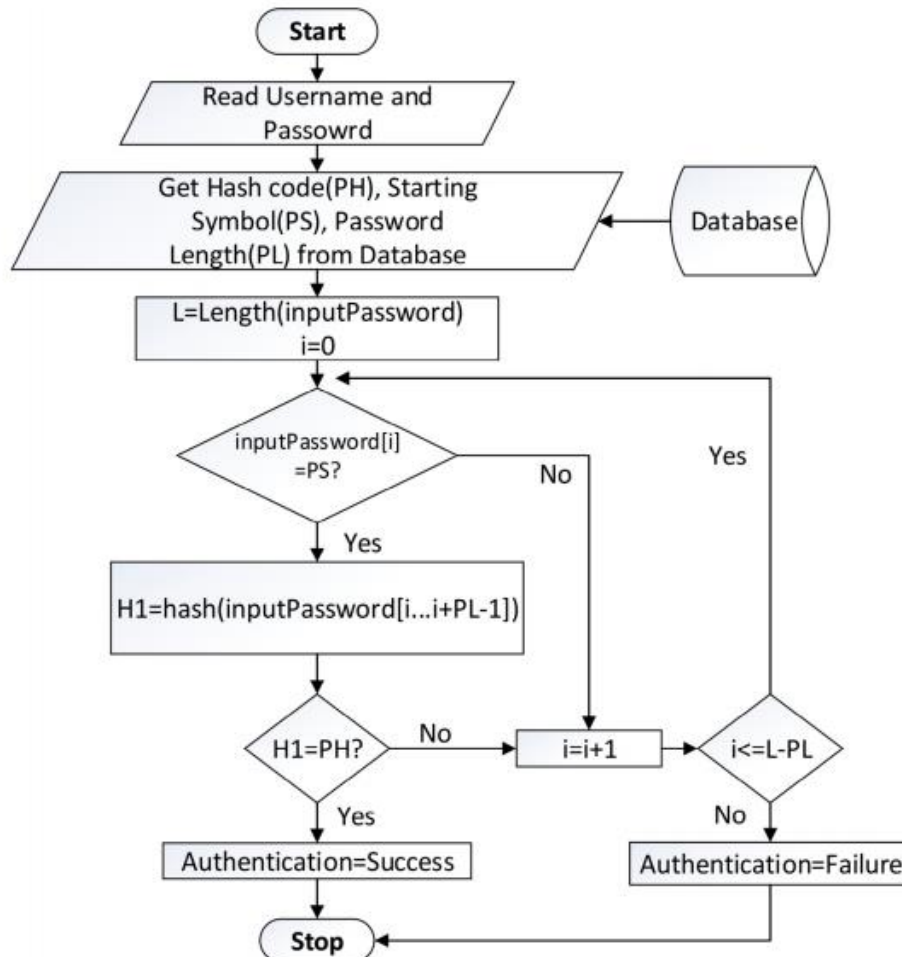 Start
Read Username and
Passowrd
Get Hash code(PH), Starting
Symbol(PS), Password
Length(PL) from Database
Database
L=Length(inputPassword)
i=0
inputPassword[i]
=PS?
No
Yes
Yes
H1=hash(inputPassword[i...i+PL-1])
H1=PH?
No
i=i+1
i<=L-PL
Yes
No
Authentication=Success
Authentication=Failure
Stop